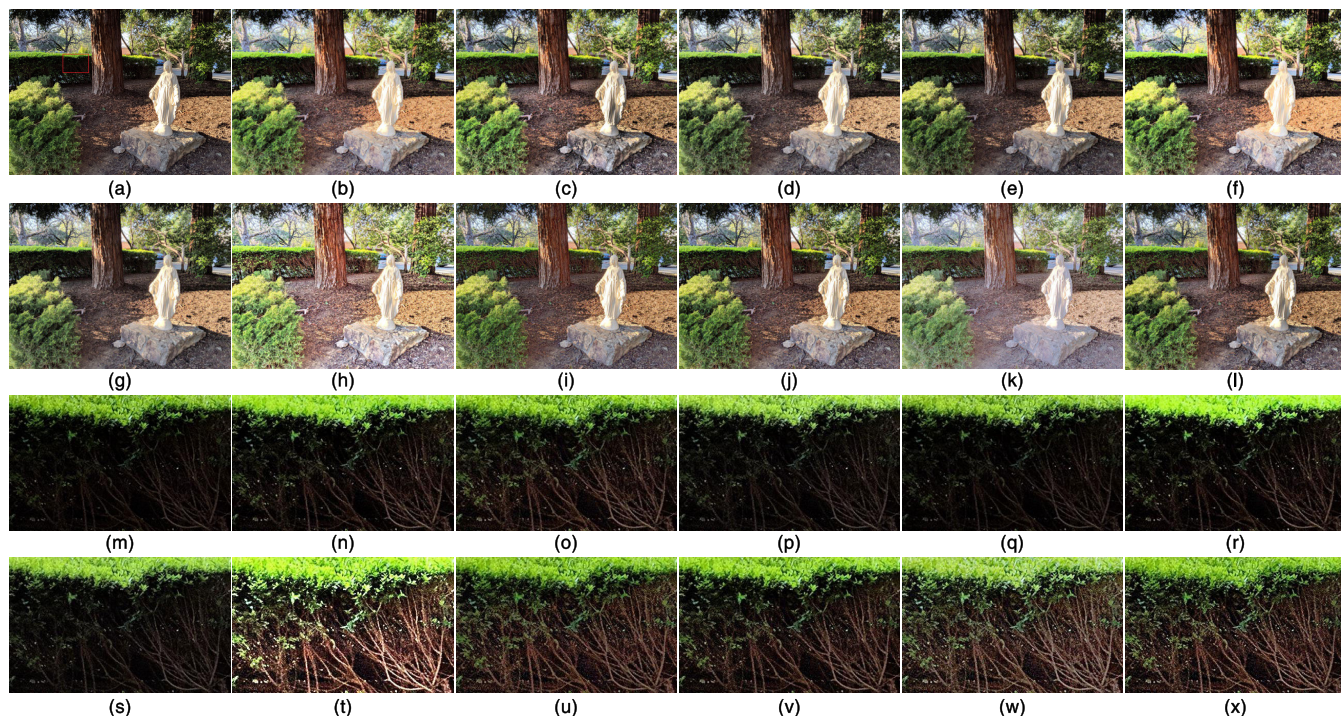 (a) (b) (c) (d) (e) (f)
(g) (h) (i) (j) (k) (l)
(m) (n) (o) (p) (q) (r)
(s) (t) (u) (v) (w) (x)